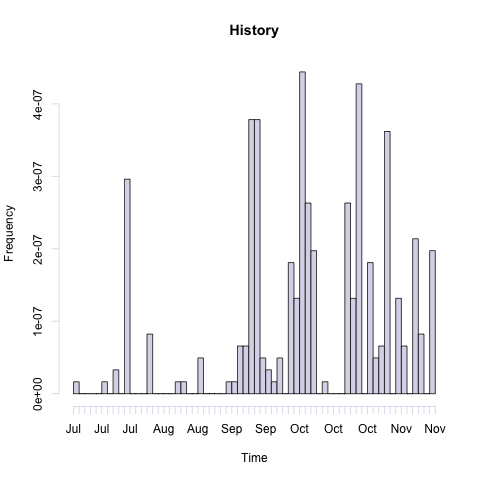 History
Frequency
4e-07
3e-07
2e-07
1e-07
0e+00
Jul Jul Jul Aug Aug Sep Sep Oct Oct Oct Nov Nov
Time